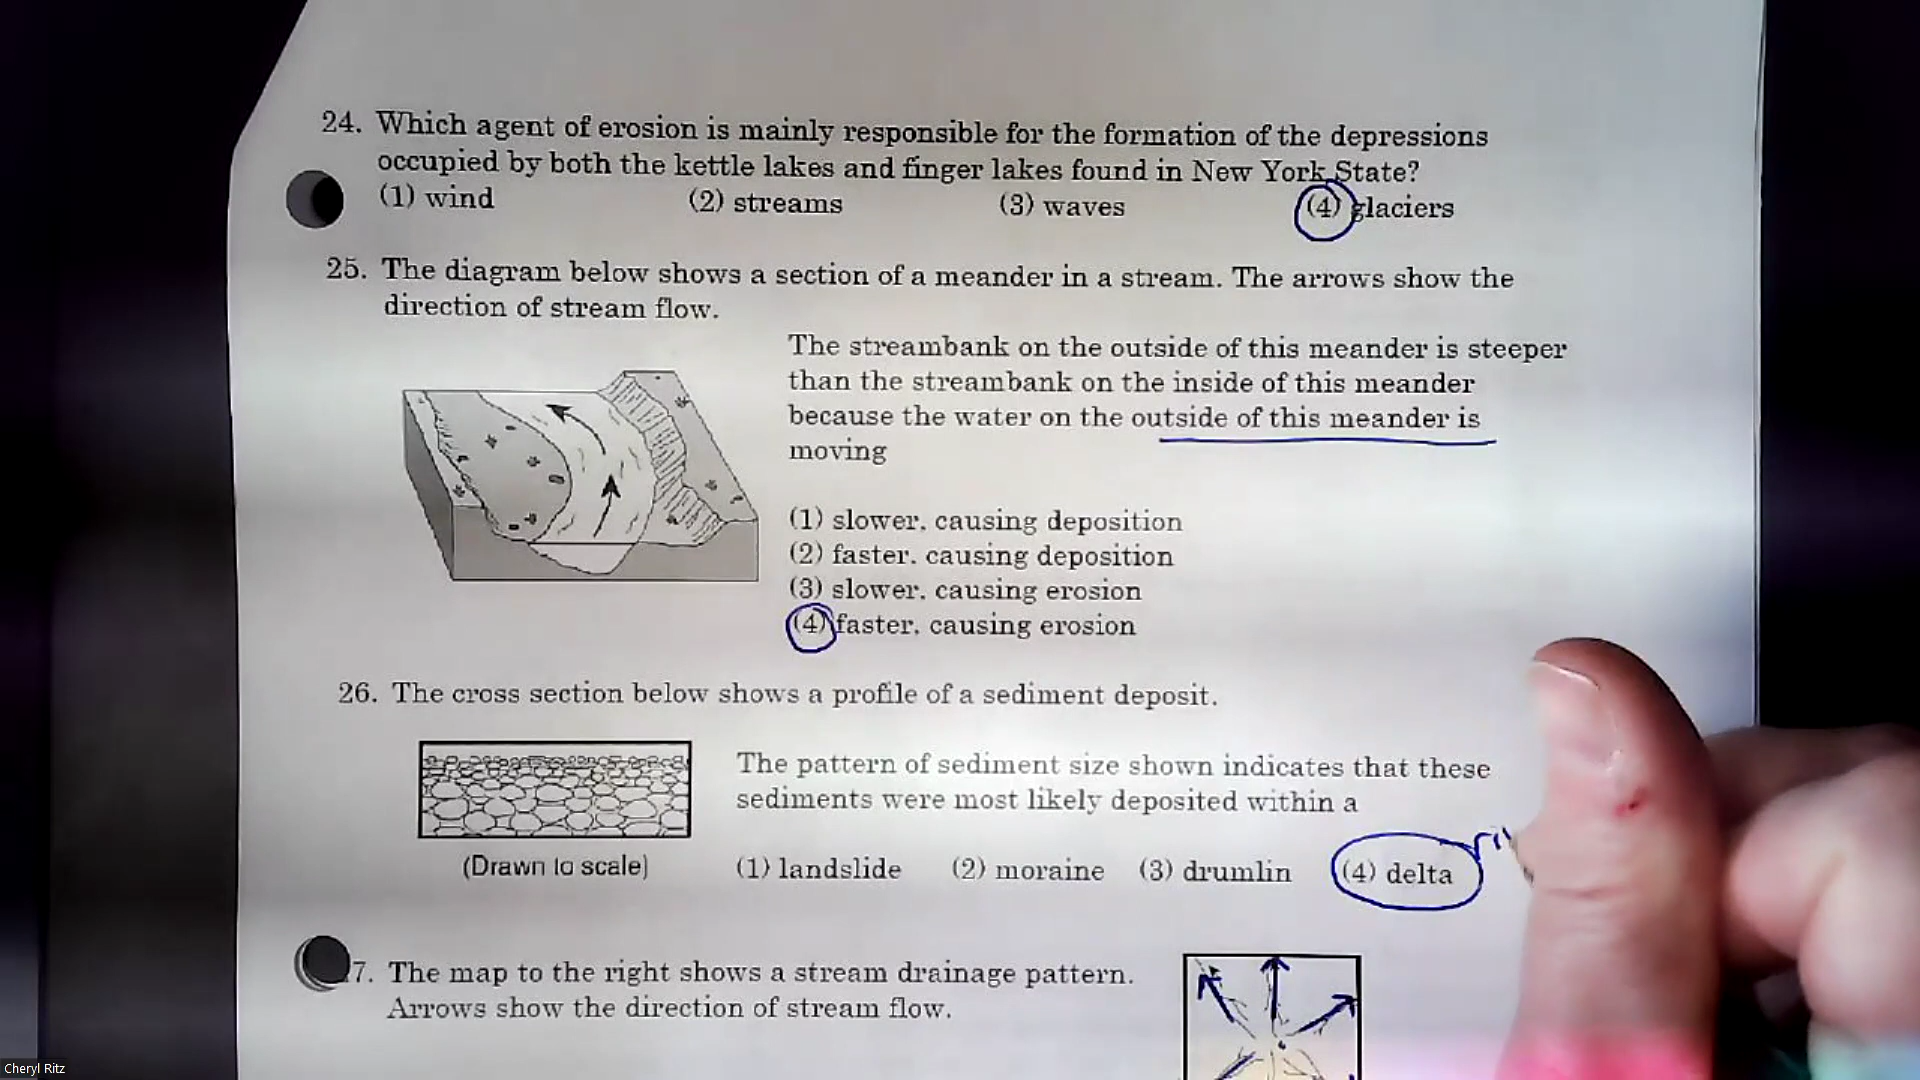 24. Which agent of erosion is mainly responsible for the formation of the depressions
occupied by both the kettle lakes and finger lakes found in New York State?
(1) wind (2) streams (3) waves (4) glaciers
25. The diagram below shows a section of a meander in a stream. The arrows show the
direction of stream flow.
The streambank on the outside of this meander is steeper
than the streambank on the inside of this meander
because the water on the outside of this meander is
moving
(1) slower, causing deposition
(2) faster, causing deposition
(3) slower, causing erosion
(4) faster, causing erosion
26. The cross section below shows a profile of a sediment deposit.
(Drawn to scale)
The pattern of sediment size shown indicates that these
sediments were most likely deposited within a
(1) landslide (2) moraine (3) drumlin (4) delta
7. The map to the right shows a stream drainage pattern.
Arrows show the direction of stream flow.
Cheryl Ritz